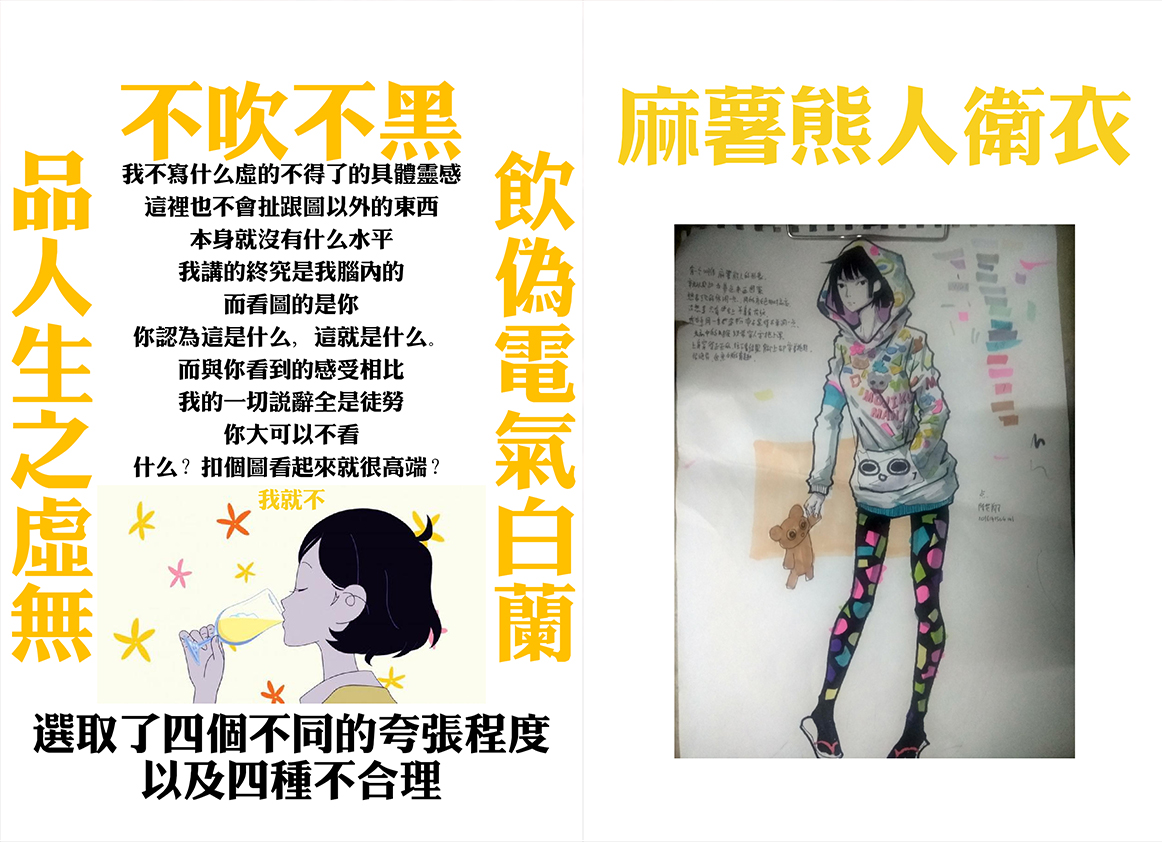 不吹不黑
品人生之虛無
飲偽電氣白蘭
我不寫什么虛的不得了的具體靈感
這裡也不會扯跟圖以外的東西
本身就沒有什么水平
我講的終究是我腦內的
而看圖的是你
你認為這是什么，這就是什么。
而與你看到的感受相比
我的一切説辭全是徒勞
你大可以不看
什么？扣個圖看起來就很高端？
我就不
選取了四個不同的夸張程度
以及四種不合理
麻薯熊人衛衣